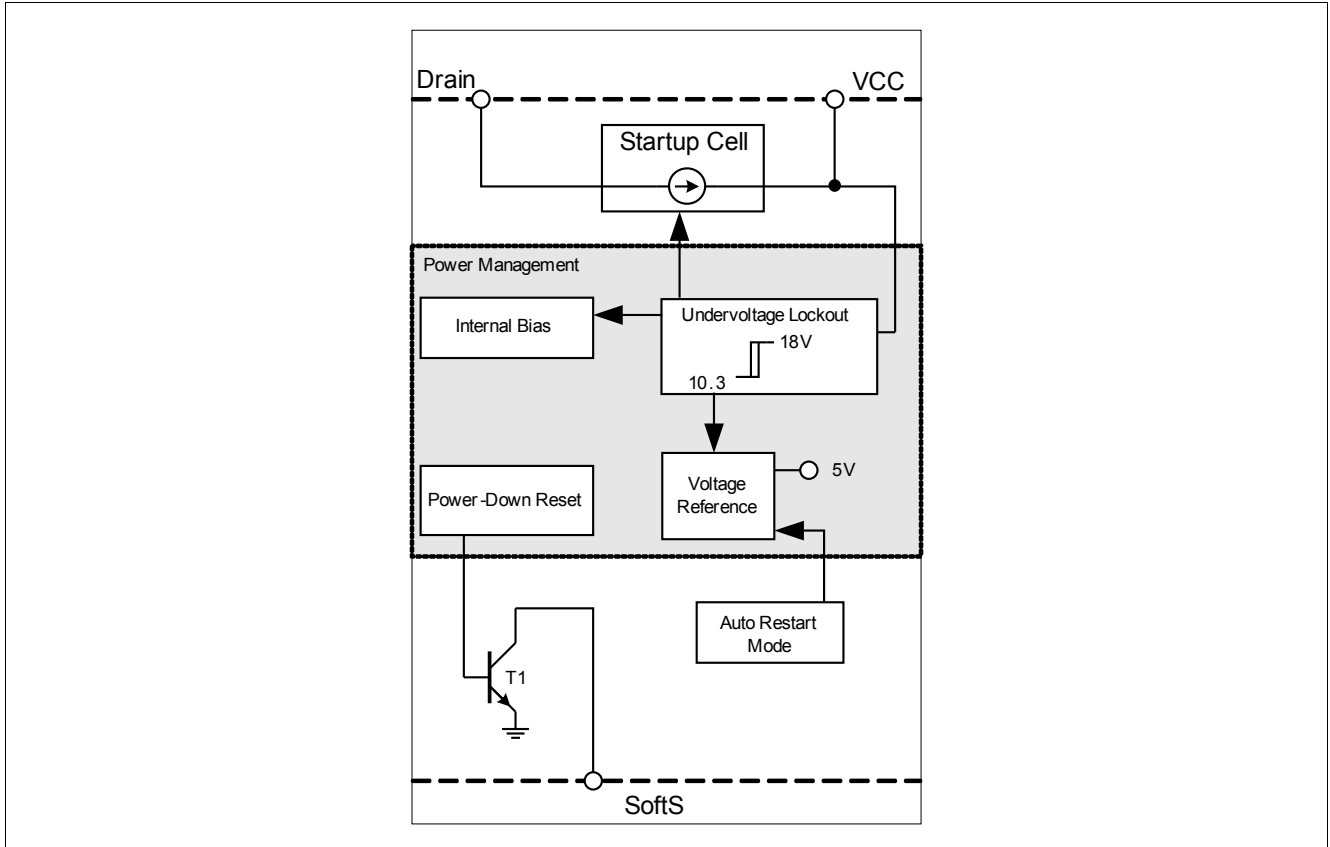 Drain
VCC
Startup Cell
Power Management
Internal Bias
Undervoltage Lockout
18V
10.3
Power-Down Reset
Voltage
Reference
5V
Auto Restart
Mode
T1
SoftS